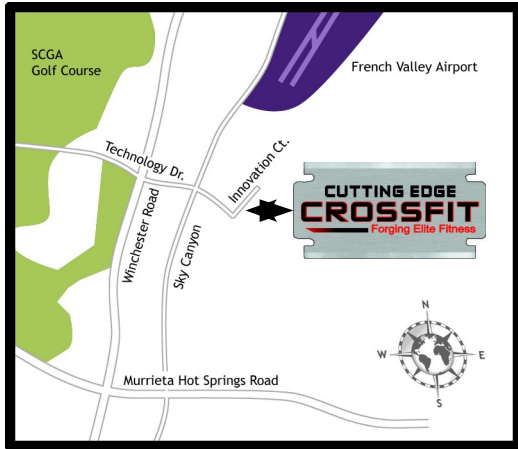 SCGA
Golf Course
French Valley Airport
Technology Dr.
Innovation Ct.
CUTTING EDGE
CROSSFIT
Forging Elite Fitness
Winchester Road
Sky Canyon
N
W
E
S
Murrieta Hot Springs Road